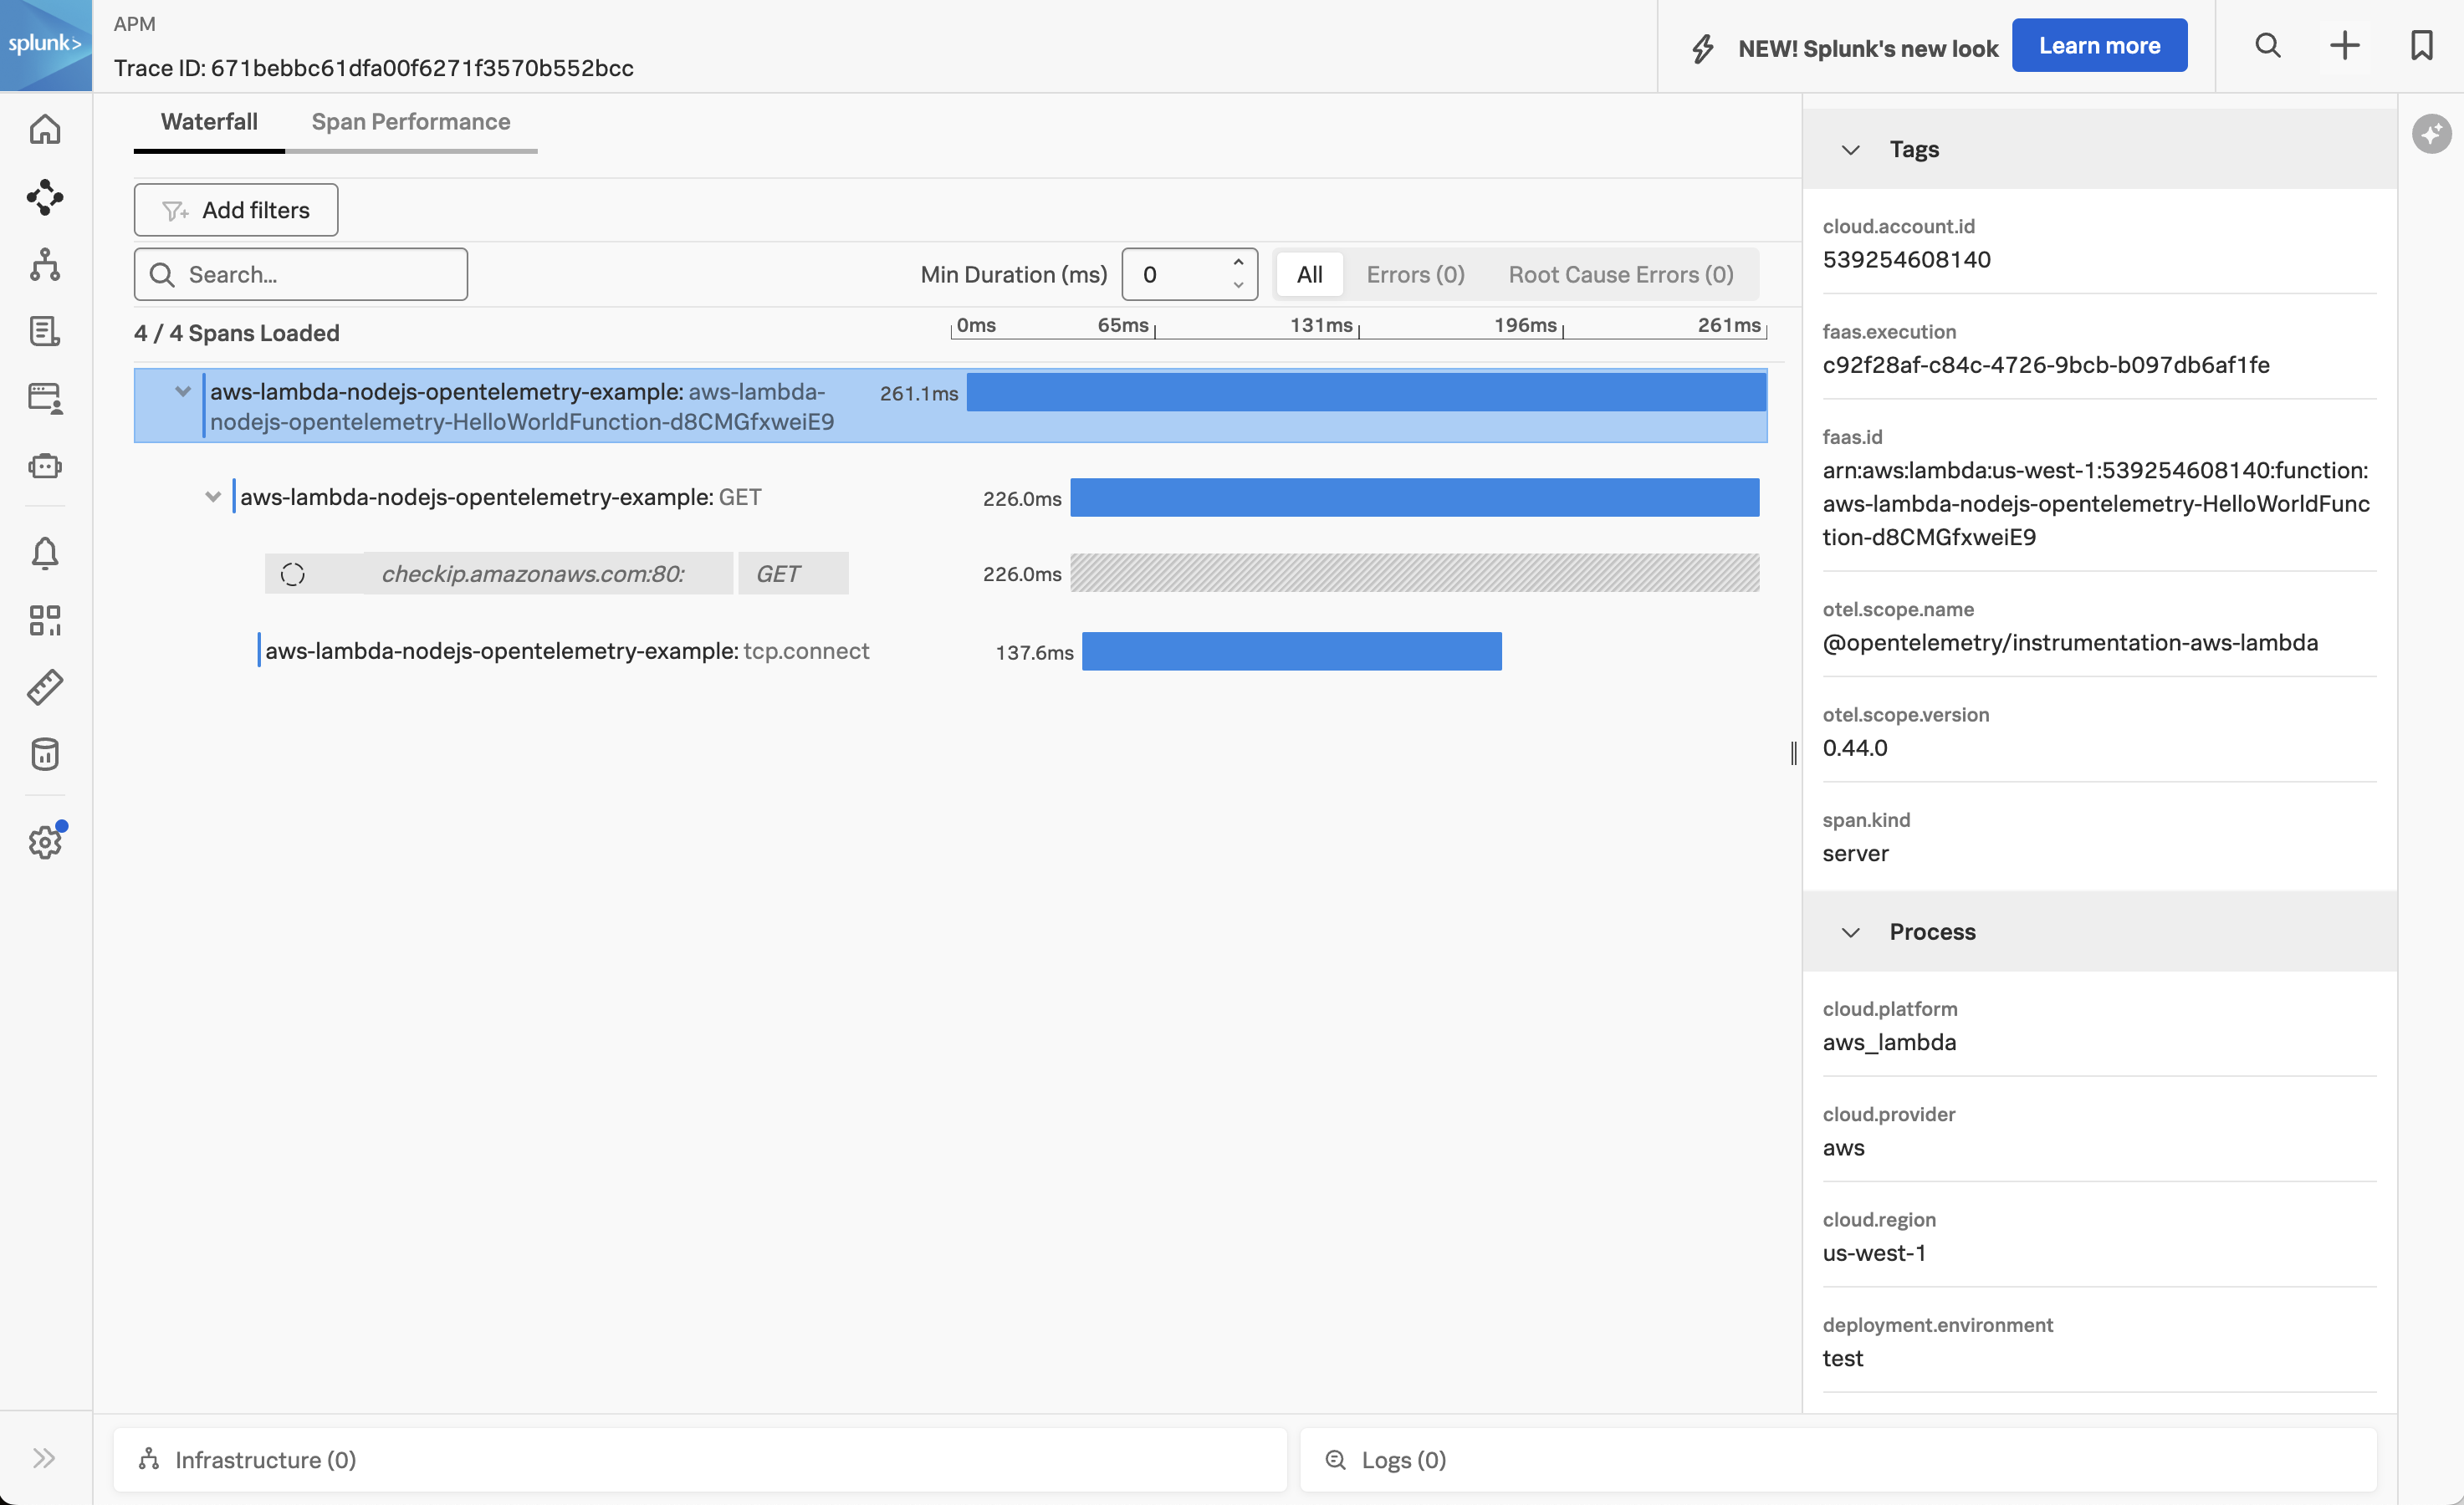 splunk>
APM
Trace ID: 671bebbc61dfa00f6271f3570b552bcc
NEW! Splunk's new look
Learn more
Waterfall
Span Performance
Add filters
Search...
Min Duration (ms)
0
All
Errors (0)
Root Cause Errors (0)
4 / 4 Spans Loaded
0ms
65ms
131ms
196ms
261ms
aws-lambda-nodejs-opentelemetry-example: aws-lambda-
nodejs-opentelemetry-HelloWorldFunction-d8CMGfxweiE9
261.1ms
aws-lambda-nodejs-opentelemetry-example: GET
226.0ms
checkip.amazonaws.com:80:
GET
226.0ms
aws-lambda-nodejs-opentelemetry-example: tcp.connect
137.6ms
Tags
cloud.account.id
539254608140
faas.execution
c92f28af-c84c-4726-9bcb-b097db6af1fe
faas.id
arn:aws:lambda:us-west-1:539254608140:function:
aws-lambda-nodejs-opentelemetry-HelloWorldFunc
tion-d8CMGfxweiE9
otel.scope.name
@opentelemetry/instrumentation-aws-lambda
otel.scope.version
0.44.0
span.kind
server
Process
cloud.platform
aws_lambda
cloud.provider
aws
cloud.region
us-west-1
deployment.environment
test
Infrastructure (0)
Logs (0)